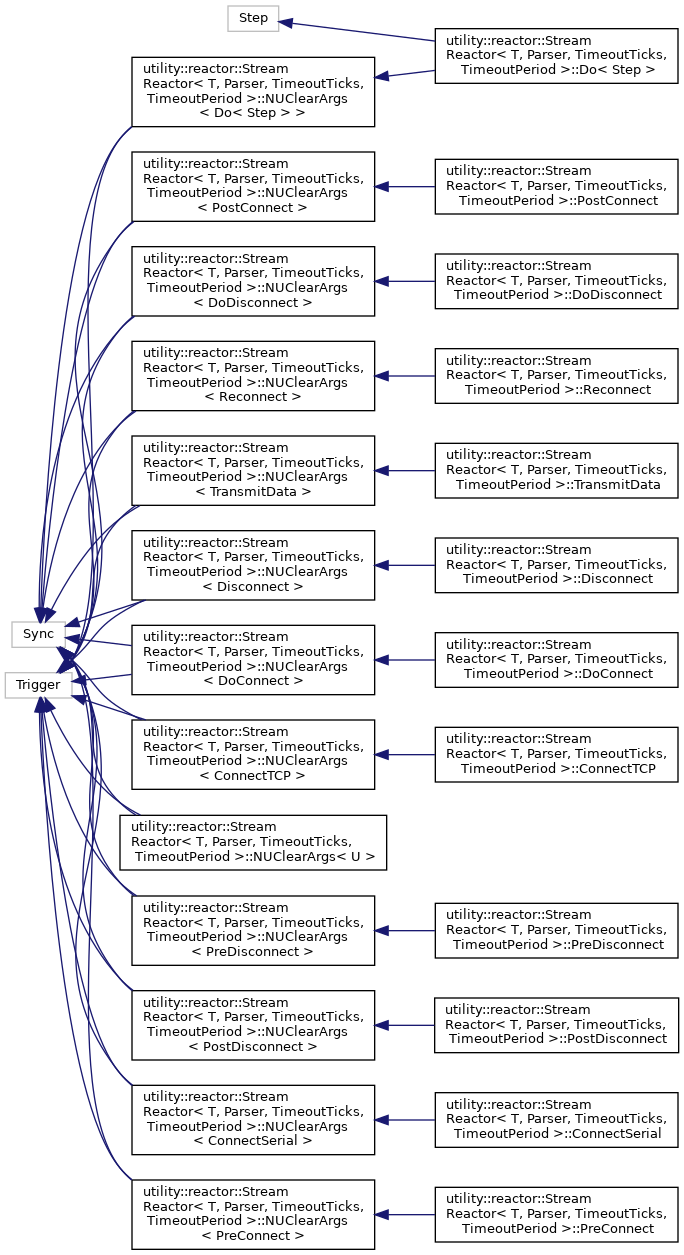 Step
utility::reactor::Stream
Reactor< T, Parser, TimeoutTicks,
TimeoutPeriod >::Do< Step >
utility::reactor::Stream
Reactor< T, Parser, TimeoutTicks,
TimeoutPeriod >::NUClearArgs
< Do< Step > >
utility::reactor::Stream
Reactor< T, Parser, TimeoutTicks,
TimeoutPeriod >::NUClearArgs
< PostConnect >
utility::reactor::Stream
Reactor< T, Parser, TimeoutTicks,
TimeoutPeriod >::PostConnect
utility::reactor::Stream
Reactor< T, Parser, TimeoutTicks,
TimeoutPeriod >::NUClearArgs
< DoDisconnect >
utility::reactor::Stream
Reactor< T, Parser, TimeoutTicks,
TimeoutPeriod >::DoDisconnect
utility::reactor::Stream
Reactor< T, Parser, TimeoutTicks,
TimeoutPeriod >::NUClearArgs
< Reconnect >
utility::reactor::Stream
Reactor< T, Parser, TimeoutTicks,
TimeoutPeriod >::Reconnect
utility::reactor::Stream
Reactor< T, Parser, TimeoutTicks,
TimeoutPeriod >::NUClearArgs
< TransmitData >
utility::reactor::Stream
Reactor< T, Parser, TimeoutTicks,
TimeoutPeriod >::TransmitData
utility::reactor::Stream
Reactor< T, Parser, TimeoutTicks,
TimeoutPeriod >::NUClearArgs
< Disconnect >
utility::reactor::Stream
Reactor< T, Parser, TimeoutTicks,
TimeoutPeriod >::Disconnect
Sync
utility::reactor::Stream
Reactor< T, Parser, TimeoutTicks,
TimeoutPeriod >::NUClearArgs
< DoConnect >
utility::reactor::Stream
Reactor< T, Parser, TimeoutTicks,
TimeoutPeriod >::DoConnect
Trigger
utility::reactor::Stream
Reactor< T, Parser, TimeoutTicks,
TimeoutPeriod >::NUClearArgs
< ConnectTCP >
utility::reactor::Stream
Reactor< T, Parser, TimeoutTicks,
TimeoutPeriod >::ConnectTCP
utility::reactor::Stream
Reactor< T, Parser, TimeoutTicks,
TimeoutPeriod >::NUClearArgs< U >
utility::reactor::Stream
Reactor< T, Parser, TimeoutTicks,
TimeoutPeriod >::NUClearArgs
< PreDisconnect >
utility::reactor::Stream
Reactor< T, Parser, TimeoutTicks,
TimeoutPeriod >::PreDisconnect
utility::reactor::Stream
Reactor< T, Parser, TimeoutTicks,
TimeoutPeriod >::NUClearArgs
< PostDisconnect >
utility::reactor::Stream
Reactor< T, Parser, TimeoutTicks,
TimeoutPeriod >::PostDisconnect
utility::reactor::Stream
Reactor< T, Parser, TimeoutTicks,
TimeoutPeriod >::NUClearArgs
< ConnectSerial >
utility::reactor::Stream
Reactor< T, Parser, TimeoutTicks,
TimeoutPeriod >::ConnectSerial
utility::reactor::Stream
Reactor< T, Parser, TimeoutTicks,
TimeoutPeriod >::NUClearArgs
< PreConnect >
utility::reactor::Stream
Reactor< T, Parser, TimeoutTicks,
TimeoutPeriod >::PreConnect